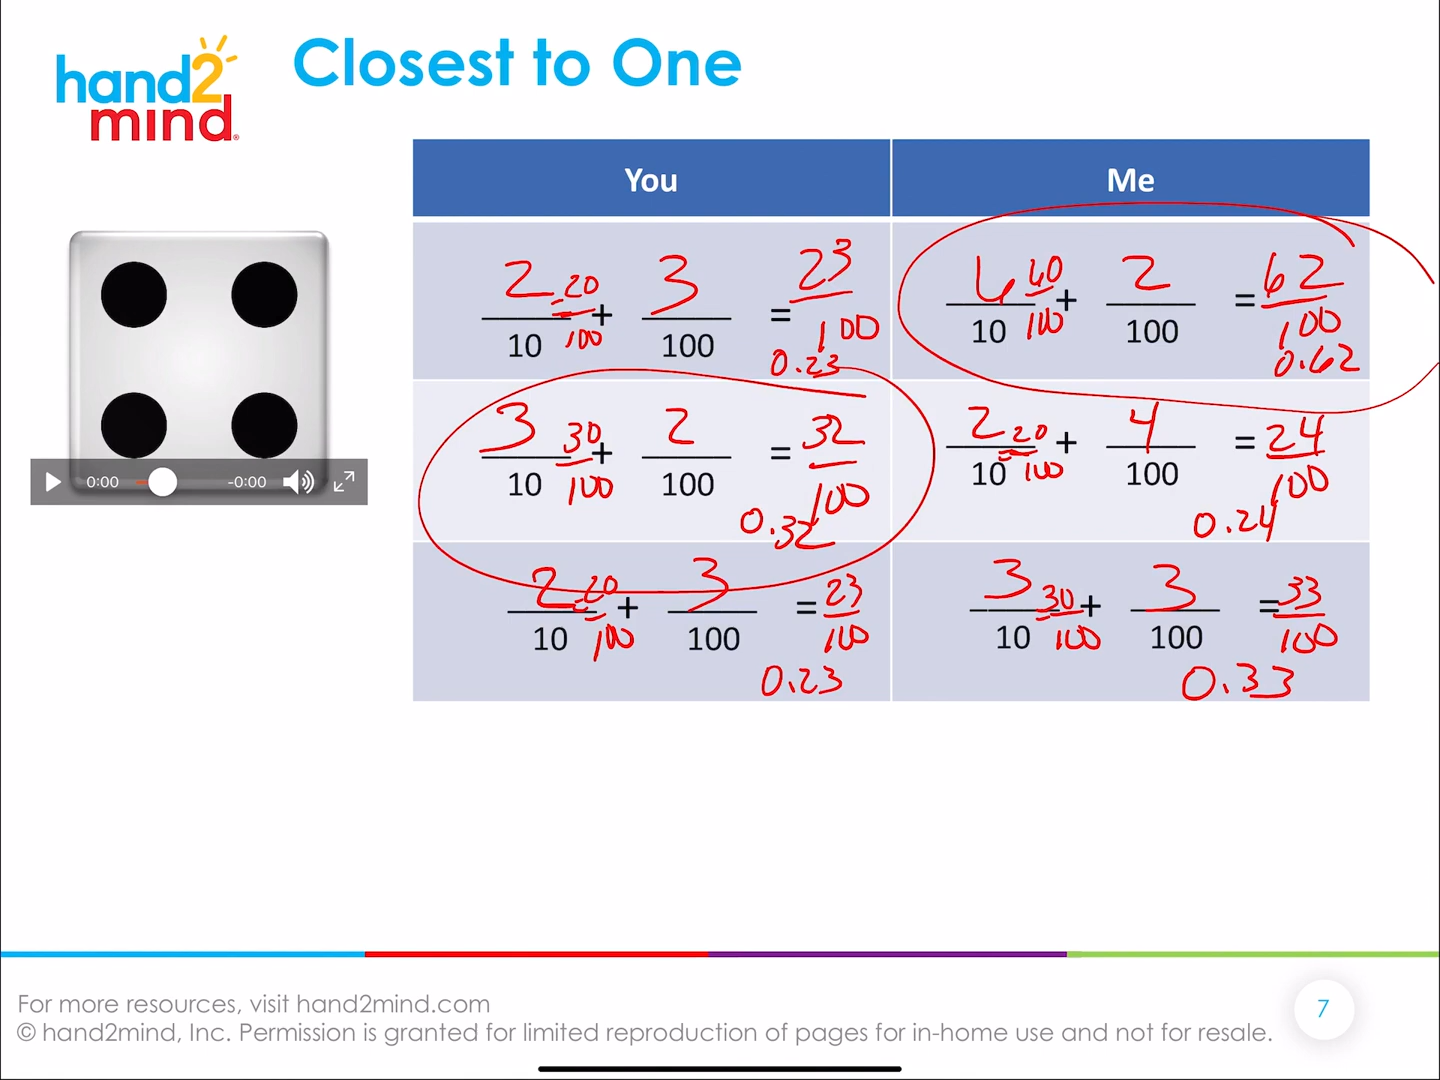 hand2mind®
Closest to One
You Me
2/10 = 20/100 + 3/100 = 23/100
0.23
6/10 60/100 + 2/100 = 62/100
0.62
3/10 30/100 + 2/100 = 32/100
0.32
2/10 = 20/100 + 4/100 = 24/100
0.24
2/10 = 20/100 + 3/100 = 23/100
0.23
3/10 = 30/100 + 3/100 = 33/100
0.33
0:00 -0:00
For more resources, visit hand2mind.com
© hand2mind, Inc. Permission is granted for limited reproduction of pages for in-home use and not for resale.
7